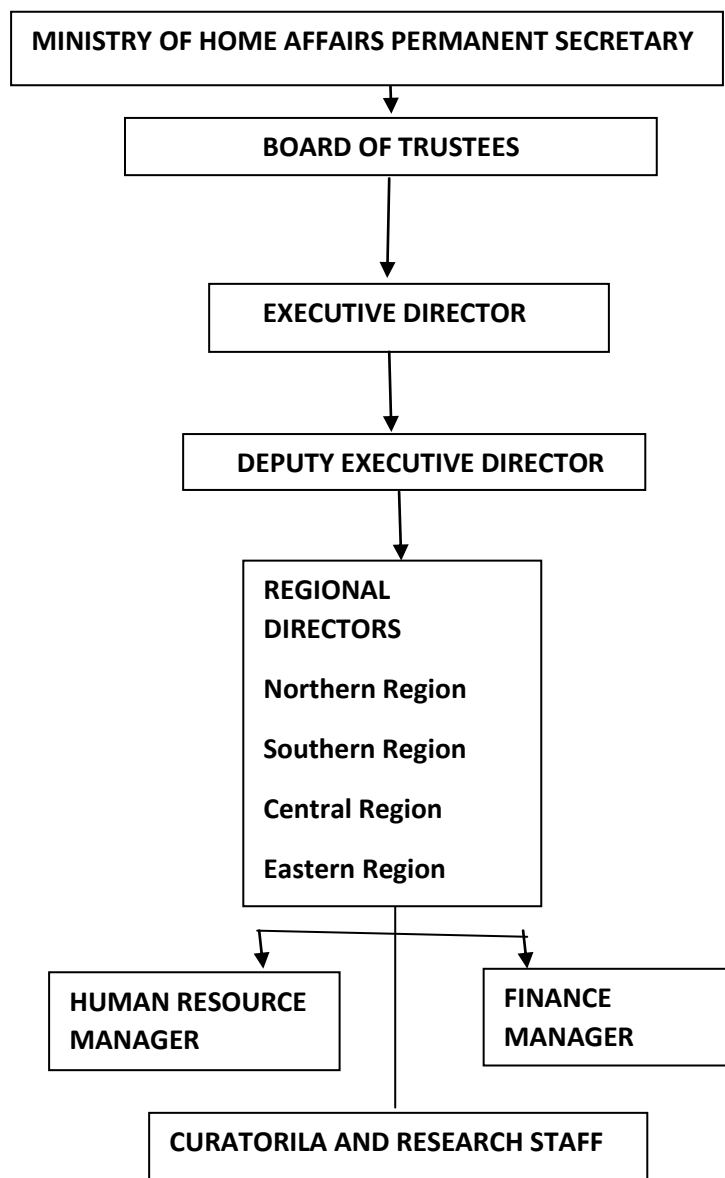 MINISTRY OF HOME AFFAIRS PERMANENT SECRETARY
BOARD OF TRUSTEES
EXECUTIVE DIRECTOR
DEPUTY EXECUTIVE DIRECTOR
REGIONAL
DIRECTORS
Northern Region
Southern Region
Central Region
Eastern Region
HUMAN RESOURCE
MANAGER
FINANCE
MANAGER
CURATORILA AND RESEARCH STAFF